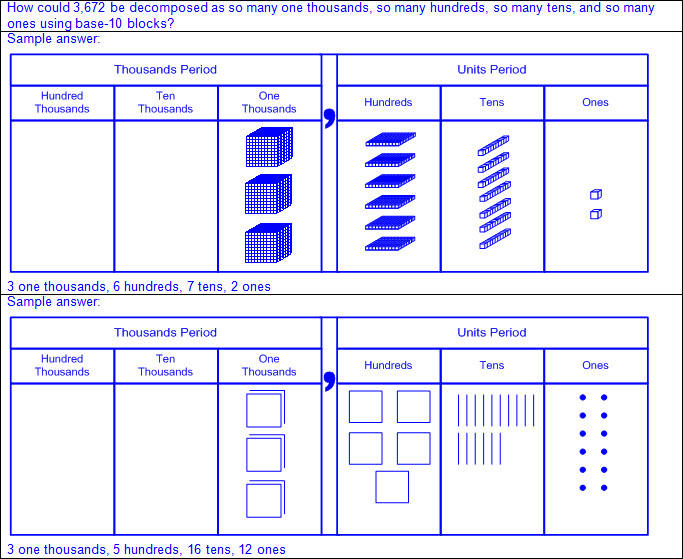 How could 3,672 be decomposed as so many one thousands, so many hundreds, so many tens, and so many
ones using base-10 blocks?
Sample answer:
Thousands Period
Units Period
Hundred Thousands
Ten Thousands
One Thousands
,
Hundreds
Tens
Ones
3 one thousands, 6 hundreds, 7 tens, 2 ones
Sample answer:
Thousands Period
Units Period
Hundred Thousands
Ten Thousands
One Thousands
,
Hundreds
Tens
Ones
3 one thousands, 5 hundreds, 16 tens, 12 ones